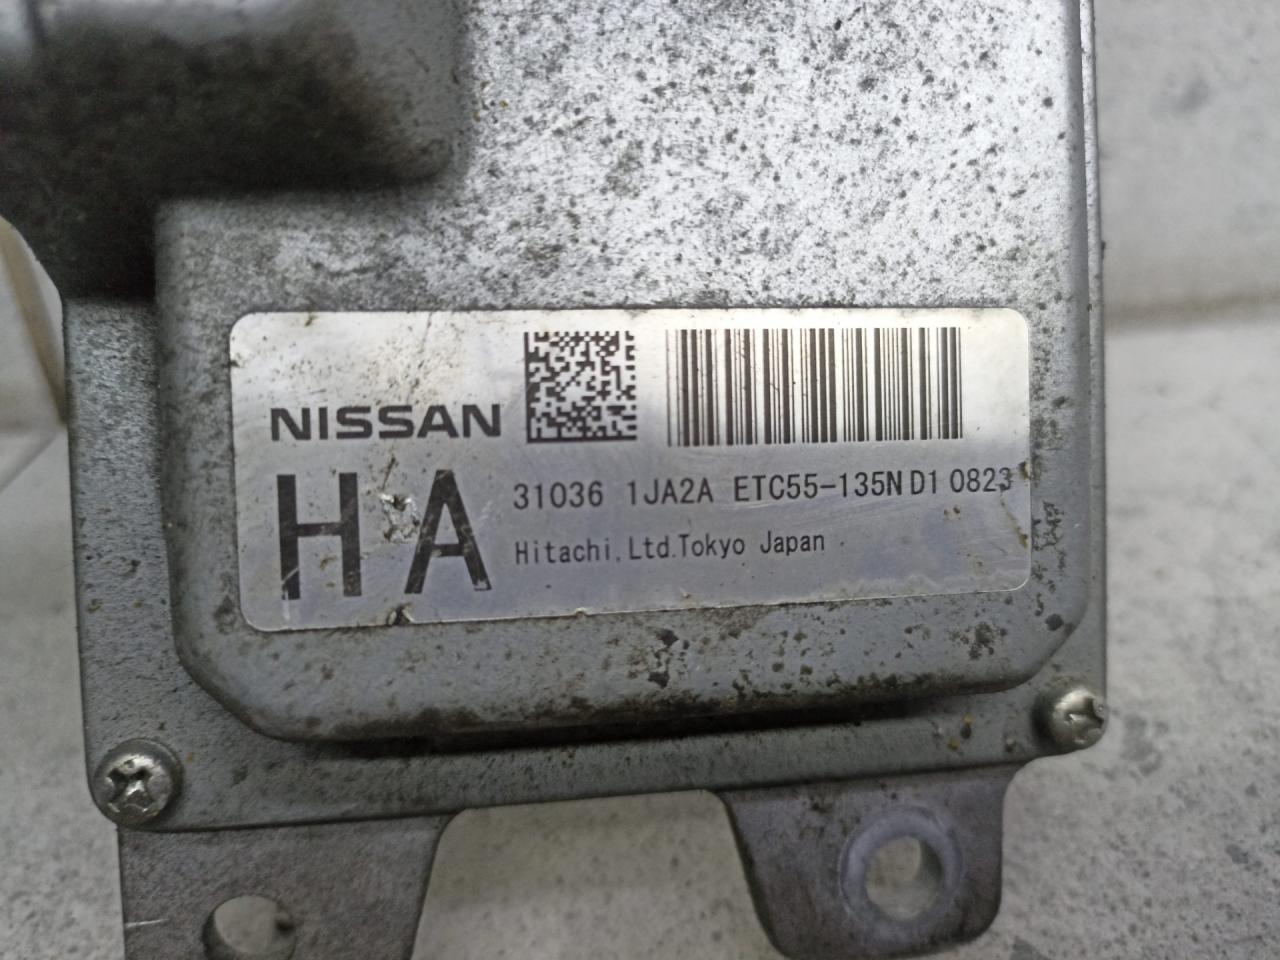 NISSAN
HA
31036 1JA2A ETC55-135N D1 0823
Hitachi, Ltd. Tokyo Japan